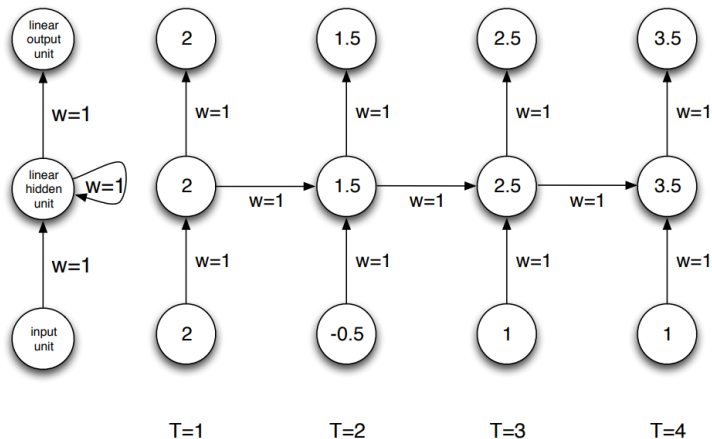 linear
output
unit
2
1.5
2.5
3.5
w=1
w=1
w=1
w=1
w=1
linear
hidden
unit
w=1
2
w=1
1.5
w=1
2.5
w=1
3.5
w=1
w=1
w=1
w=1
w=1
input
unit
2
-0.5
1
1
T=1
T=2
T=3
T=4